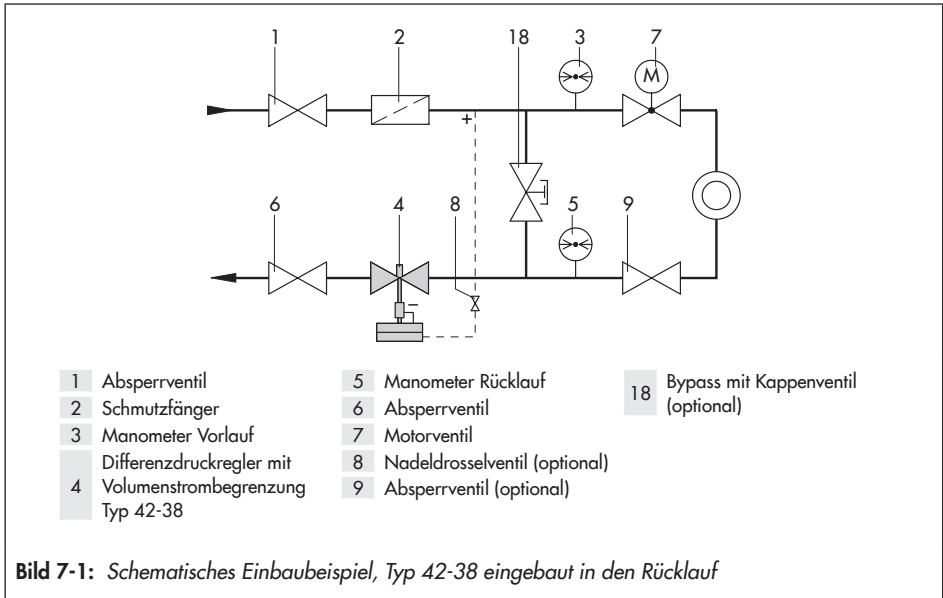 1 2 18 3 7
M
+
6 4 8 5 9
–
1 Absperrventil
2 Schmutzfänger
3 Manometer Vorlauf
4 Differenzdruckregler mit
Volumenstrombegrenzung
Typ 42-38
5 Manometer Rücklauf
6 Absperrventil
7 Motorventil
8 Nadeldrosselventil (optional)
9 Absperrventil (optional)
18 Bypass mit Kappenventil
(optional)
Bild 7-1: Schematisches Einbaubeispiel, Typ 42-38 eingebaut in den Rücklauf